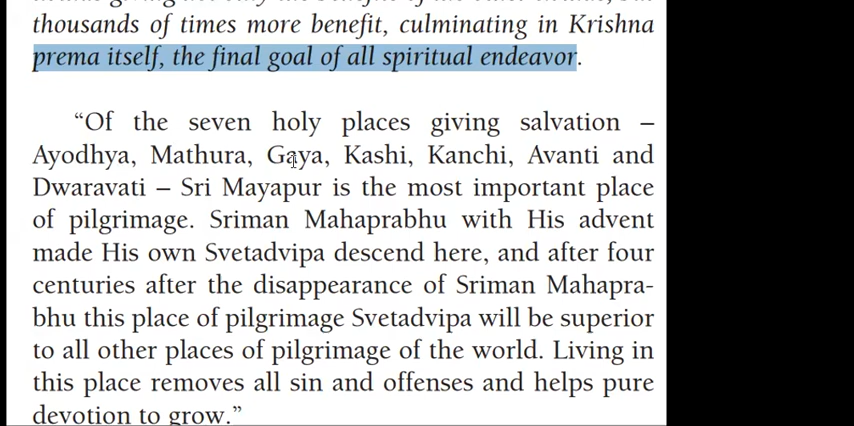 thousands of times more benefit, culminating in Krishna
prema itself, the final goal of all spiritual endeavor.
“Of the seven holy places giving salvation –
Ayodhya, Mathura, Gaya, Kashi, Kanchi, Avanti and
Dwaravati – Sri Mayapur is the most important place
of pilgrimage. Sriman Mahaprabhu with His advent
made His own Svetadvipa descend here, and after four
centuries after the disappearance of Sriman Mahapra-
bhu this place of pilgrimage Svetadvipa will be superior
to all other places of pilgrimage of the world. Living in
this place removes all sin and offenses and helps pure
devotion to grow.”